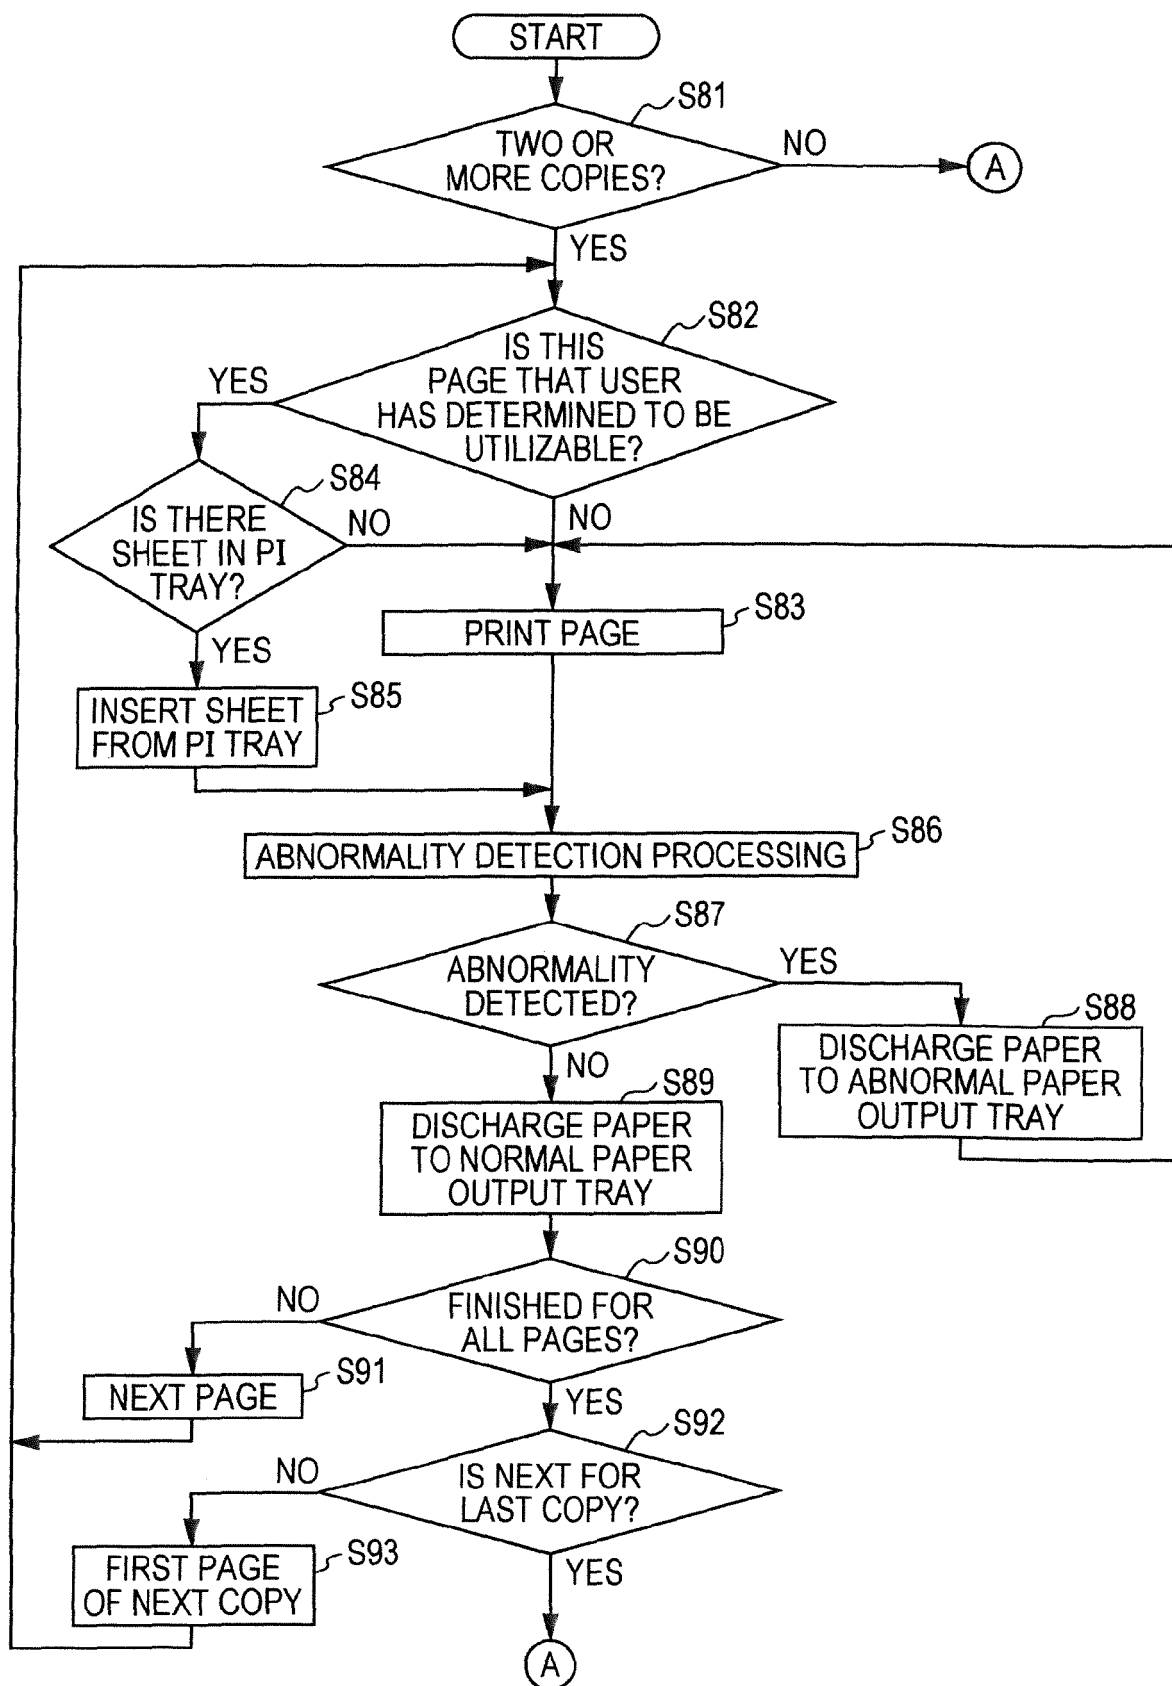 START
S81
TWO OR
MORE COPIES?
NO
A
YES
S82
IS THIS
PAGE THAT USER
HAS DETERMINED TO BE
UTILIZABLE?
YES
S84
IS THERE
SHEET IN PI
TRAY?
NO
NO
S83
PRINT PAGE
YES
S85
INSERT SHEET
FROM PI TRAY
S86
ABNORMALITY DETECTION PROCESSING
S87
ABNORMALITY
DETECTED?
YES
S88
DISCHARGE PAPER
TO ABNORMAL PAPER
OUTPUT TRAY
NO
S89
DISCHARGE PAPER
TO NORMAL PAPER
OUTPUT TRAY
S90
FINISHED FOR
ALL PAGES?
NO
S91
NEXT PAGE
YES
S92
IS NEXT FOR
LAST COPY?
NO
S93
FIRST PAGE
OF NEXT COPY
YES
A